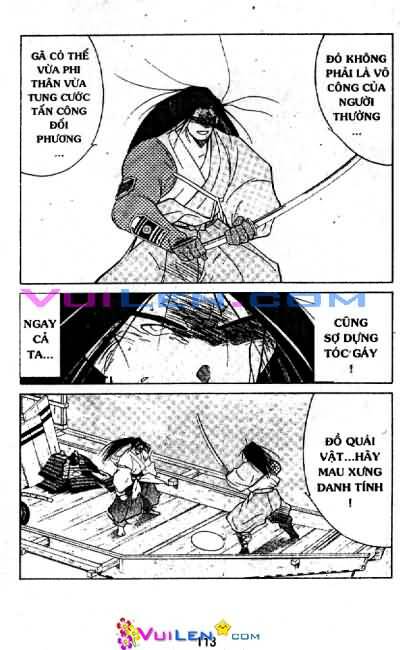 ĐÓ KHÔNG
PHẢI LÀ VÕ
CÔNG CỦA
NGƯỜI
THƯỜNG
...
GÃ CÓ THỂ
VỪA PHI
THÂN VỪA
TUNG CƯỚC
TẤN CÔNG
ĐỐI
PHƯƠNG
...
VUILEN.COM
CŨNG
SỢ DỰNG
TÓC GÁY
!
NGAY
CẢ
TA...
ĐỒ QUÁI
VẬT...HÃY
MAU XƯNG
DANH TÍNH
!
VUILEN.COM
113